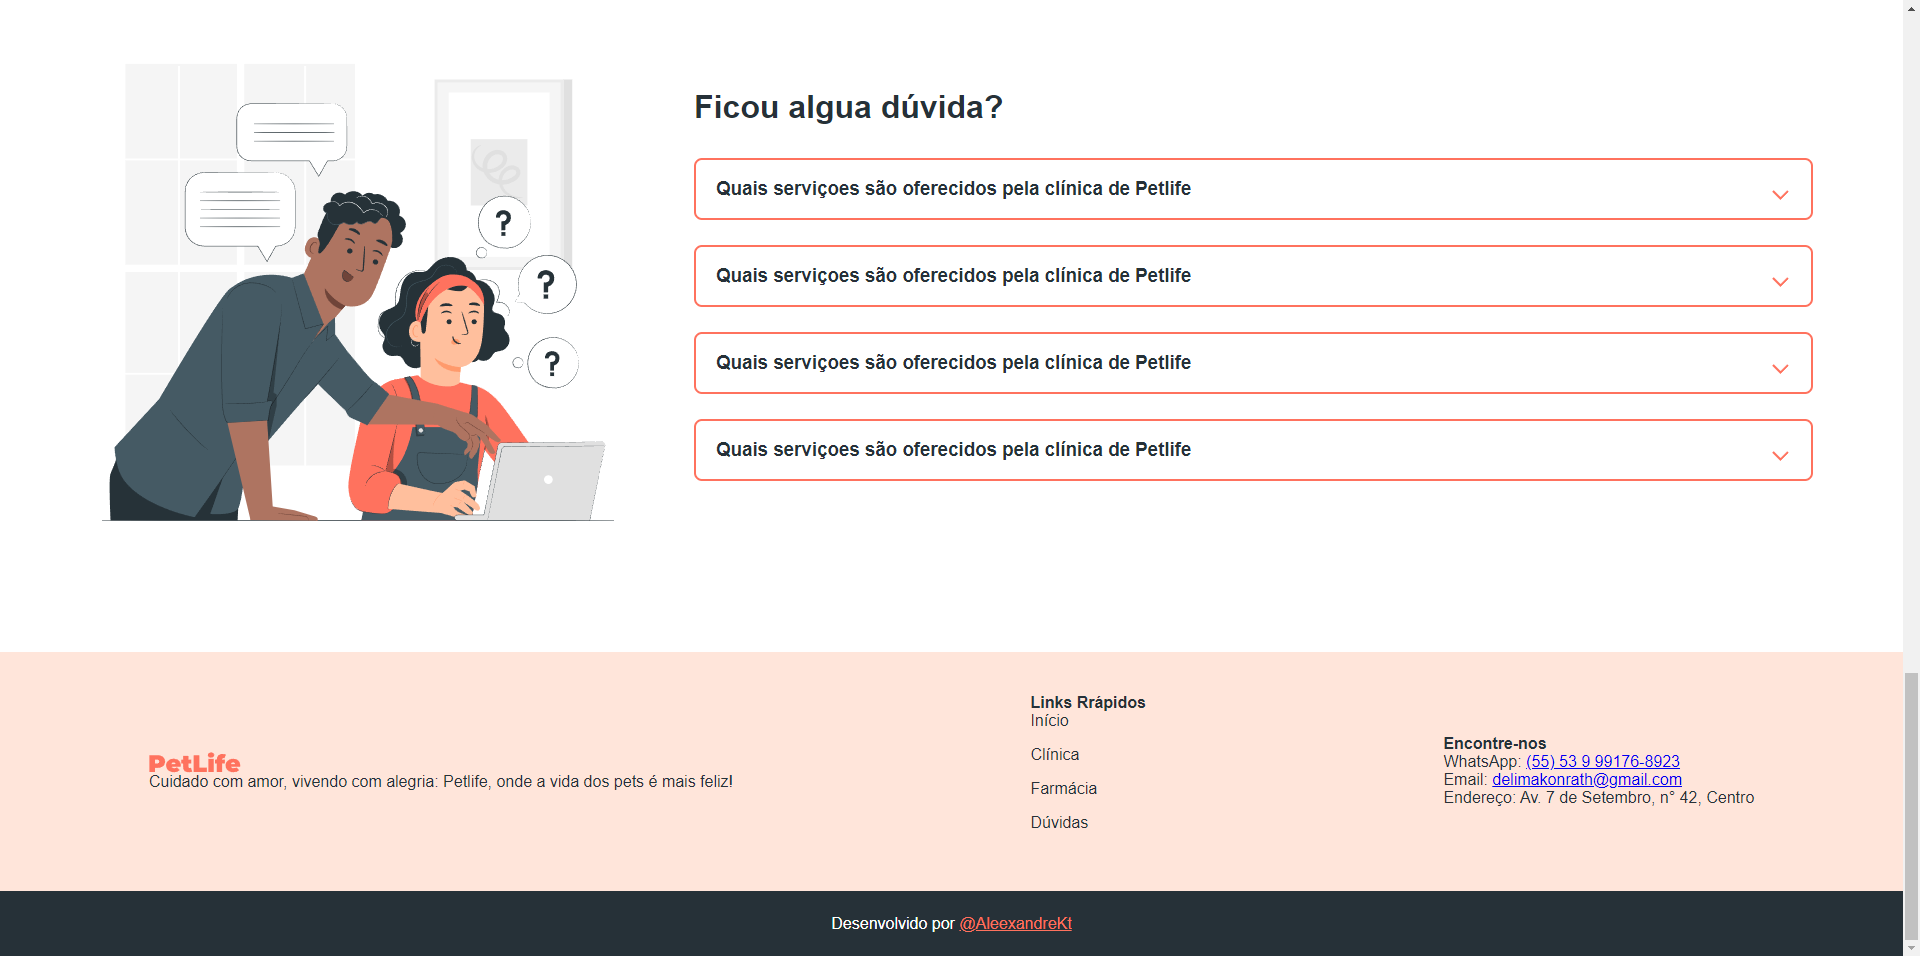 Ficou algua dúvida?
Quais serviçoes são oferecidos pela clínica de Petlife
Quais serviçoes são oferecidos pela clínica de Petlife
Quais serviçoes são oferecidos pela clínica de Petlife
Quais serviçoes são oferecidos pela clínica de Petlife
?
?
?
PetLife
Cuidado com amor, vivendo com alegria: Petlife, onde a vida dos pets é mais feliz!
Links Rrápidos
Início
Clínica
Farmácia
Dúvidas
Encontre-nos
WhatsApp: (55) 53 9 99176-8923
Email: delimakonrath@gmail.com
Endereço: Av. 7 de Setembro, n° 42, Centro
Desenvolvido por @AleexandreKt